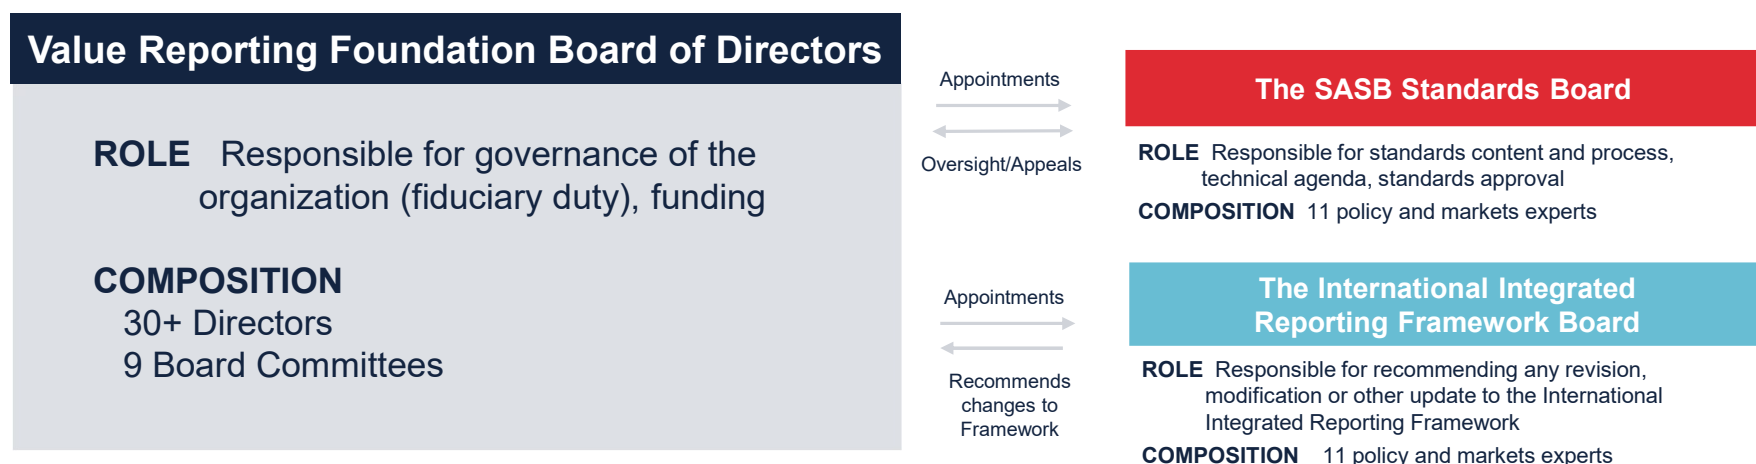 Value Reporting Foundation Board of Directors
ROLE Responsible for governance of the
organization (fiduciary duty), funding
COMPOSITION
30+ Directors
9 Board Committees
Appointments
Oversight/Appeals
The SASB Standards Board
ROLE Responsible for standards content and process,
technical agenda, standards approval
COMPOSITION 11 policy and markets experts
Appointments
Recommends
changes to
Framework
The International Integrated
Reporting Framework Board
ROLE Responsible for recommending any revision,
modification or other update to the International
Integrated Reporting Framework
COMPOSITION 11 policy and markets experts